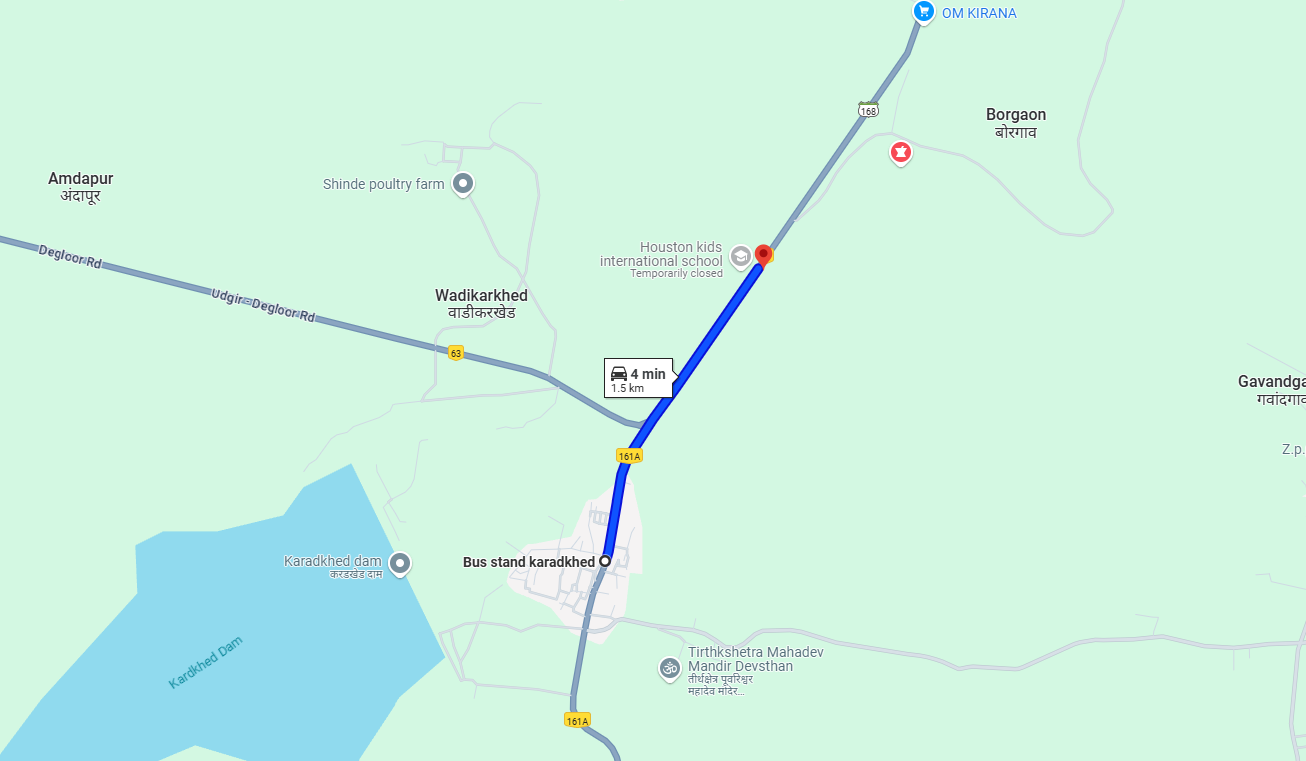 OM KIRANA
168
Borgaon
बोरगाव
Amdapur
अंदापूर
Shinde poultry farm
Degloor Rd
Houston kids
international school
Temporarily closed
Udgir - Degloor Rd
Wadikarkhed
वाडीकरखेड
63
4 min
1.5 km
Gavandga
गवांदगाव
Z.p.
161A
Karadkhed dam
करडखेड दाम
Bus stand karadkhed
Kardkhed Dam
Tirthkshetra Mahadev
Mandir Devsthan
तीर्थक्षेत्र पूवरिश्वर
महादेव मंदिर...
161A